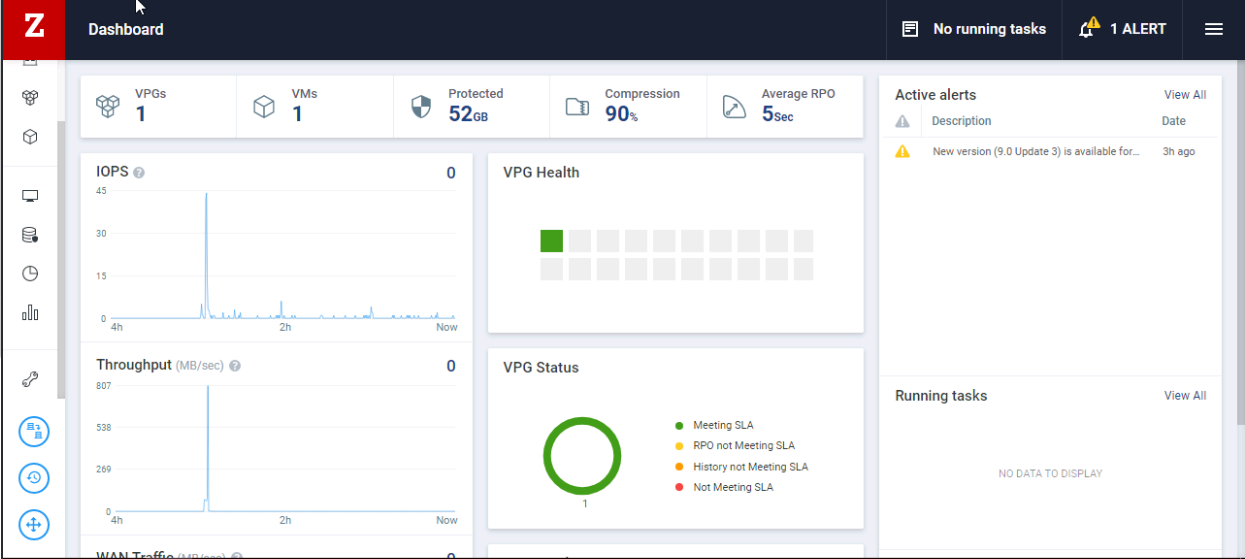 Z
Dashboard
No running tasks
1 ALERT
VPGs
1
VMs
1
Protected
52GB
Compression
90%
Average RPO
5Sec
IOPS ?
0
45
30
15
0
4h
2h
Now
Throughput (MB/sec) ?
0
807
538
269
0
4h
2h
Now
WAN Traffic (MB/sec) ?
0
VPG Health
VPG Status
1
Meeting SLA
RPO not Meeting SLA
History not Meeting SLA
Not Meeting SLA
Active alerts
View All
Description
Date
New version (9.0 Update 3) is available for...
3h ago
Running tasks
View All
NO DATA TO DISPLAY